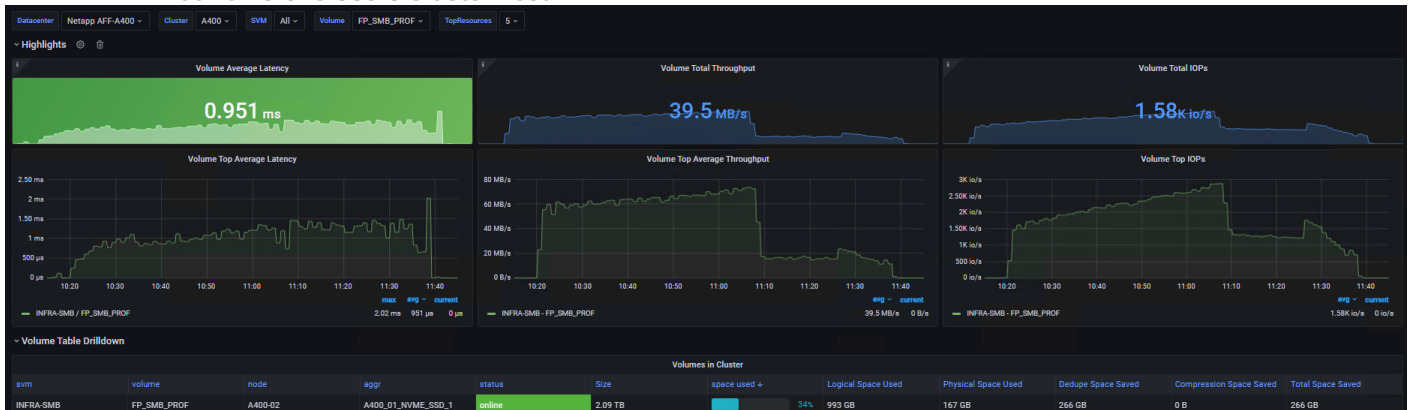 Datacenter Netapp AFF-A400 Cluster A400 SVM All Volume FP_SMB_PROF TopResources 5
Highlights
Volume Average Latency
0.951 ms
Volume Total Throughput
39.5 MB/s
Volume Total IOPs
1.58K io/s
Volume Top Average Latency
2.50 ms
2 ms
1.50 ms
1 ms
500 µs
0 µs
10:20 10:30 10:40 10:50 11:00 11:10 11:20 11:30 11:40
max avg current
INFRA-SMB / FP_SMB_PROF 2.02 ms 951 µs 0 µs
Volume Top Average Throughput
80 MB/s
60 MB/s
40 MB/s
20 MB/s
0 B/s
10:20 10:30 10:40 10:50 11:00 11:10 11:20 11:30 11:40
avg current
INFRA-SMB - FP_SMB_PROF 39.5 MB/s 0 B/s
Volume Top IOPs
3K io/s
2.50K io/s
2K io/s
1.50K io/s
1K io/s
500 io/s
0 io/s
10:20 10:30 10:40 10:50 11:00 11:10 11:20 11:30 11:40
avg current
INFRA-SMB - FP_SMB_PROF 1.58K io/s 0 io/s
Volume Table Drilldown
Volumes in Cluster
svm volume node aggr status Size space used Logical Space Used Physical Space Used Dedupe Space Saved Compression Space Saved Total Space Saved
INFRA-SMB FP_SMB_PROF A400-02 A400_01_NVME_SSD_1 online 2.09 TB 34% 993 GB 167 GB 266 GB 0 B 266 GB